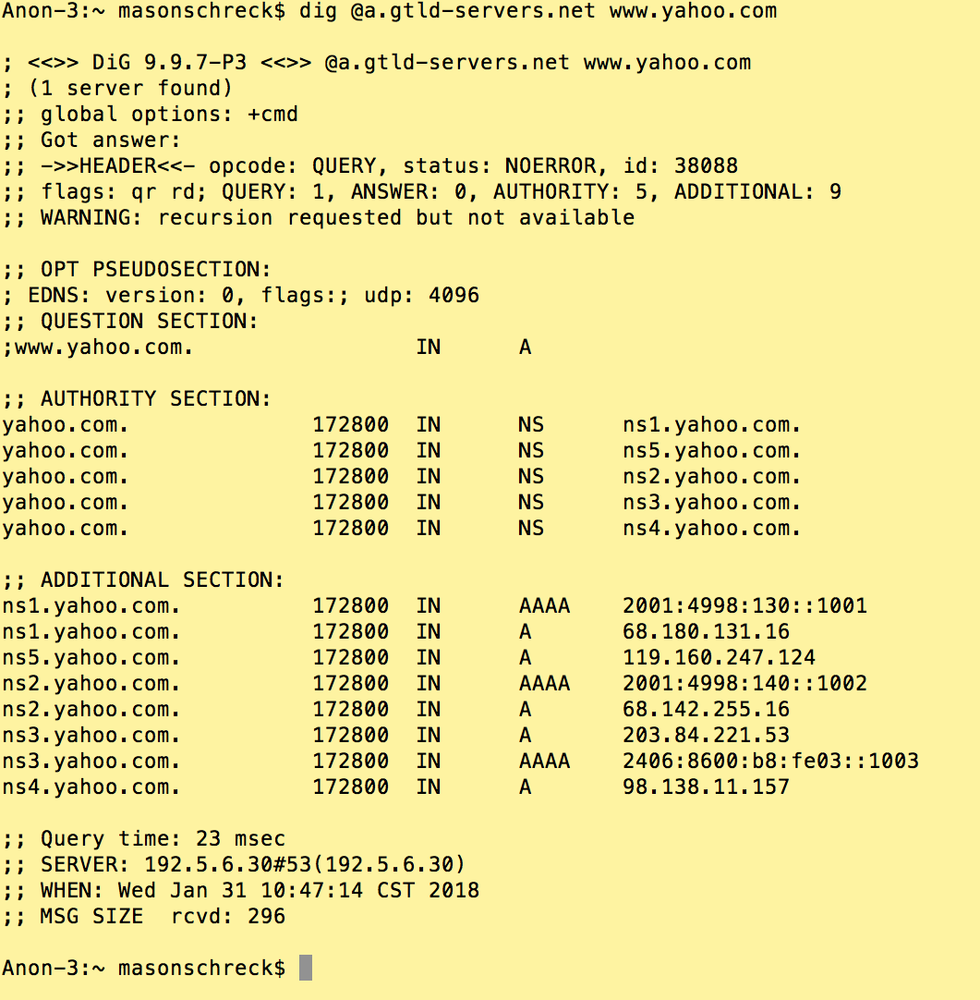 Anon-3:~ masonschreck$ dig @a.gtld-servers.net www.yahoo.com
; <<>> DiG 9.9.7-P3 <<>> @a.gtld-servers.net www.yahoo.com
; (1 server found)
;; global options: +cmd
;; Got answer:
;; ->>HEADER<<- opcode: QUERY, status: NOERROR, id: 38088
;; flags: qr rd; QUERY: 1, ANSWER: 0, AUTHORITY: 5, ADDITIONAL: 9
;; WARNING: recursion requested but not available
;; OPT PSEUDOSECTION:
; EDNS: version: 0, flags:; udp: 4096
;; QUESTION SECTION:
;www.yahoo.com. IN A
;; AUTHORITY SECTION:
yahoo.com. 172800 IN NS ns1.yahoo.com.
yahoo.com. 172800 IN NS ns5.yahoo.com.
yahoo.com. 172800 IN NS ns2.yahoo.com.
yahoo.com. 172800 IN NS ns3.yahoo.com.
yahoo.com. 172800 IN NS ns4.yahoo.com.
;; ADDITIONAL SECTION:
ns1.yahoo.com. 172800 IN AAAA 2001:4998:130::1001
ns1.yahoo.com. 172800 IN A 68.180.131.16
ns5.yahoo.com. 172800 IN A 119.160.247.124
ns2.yahoo.com. 172800 IN AAAA 2001:4998:140::1002
ns2.yahoo.com. 172800 IN A 68.142.255.16
ns3.yahoo.com. 172800 IN A 203.84.221.53
ns3.yahoo.com. 172800 IN AAAA 2406:8600:b8:fe03::1003
ns4.yahoo.com. 172800 IN A 98.138.11.157
;; Query time: 23 msec
;; SERVER: 192.5.6.30#53(192.5.6.30)
;; WHEN: Wed Jan 31 10:47:14 CST 2018
;; MSG SIZE rcvd: 296
Anon-3:~ masonschreck$